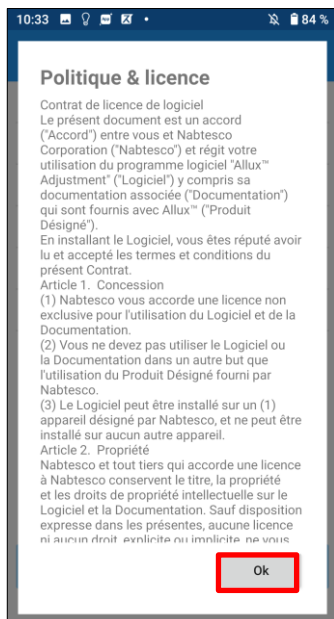 10:33 84 %
Politique & licence
Contrat de licence de logiciel
Le présent document est un accord
("Accord") entre vous et Nabtesco
Corporation ("Nabtesco") et régit votre
utilisation du programme logiciel "Allux™
Adjustment" ("Logiciel") y compris sa
documentation associée ("Documentation")
qui sont fournis avec Allux™ ("Produit
Désigné").
En installant le Logiciel, vous êtes réputé avoir
lu et accepté les termes et conditions du
présent Contrat.
Article 1. Concession
(1) Nabtesco vous accorde une licence non
exclusive pour l'utilisation du Logiciel et de la
Documentation.
(2) Vous ne devez pas utiliser le Logiciel ou
la Documentation dans un autre but que
l'utilisation du Produit Désigné fourni par
Nabtesco.
(3) Le Logiciel peut être installé sur un (1)
appareil désigné par Nabtesco, et ne peut être
installé sur aucun autre appareil.
Article 2. Propriété
Nabtesco et tout tiers qui accorde une licence
à Nabtesco conservent le titre, la propriété
et les droits de propriété intellectuelle sur le
Logiciel et la Documentation. Sauf disposition
expresse dans les présentes, aucune licence
ni aucun droit, explicite ou implicite, ne vous
Ok